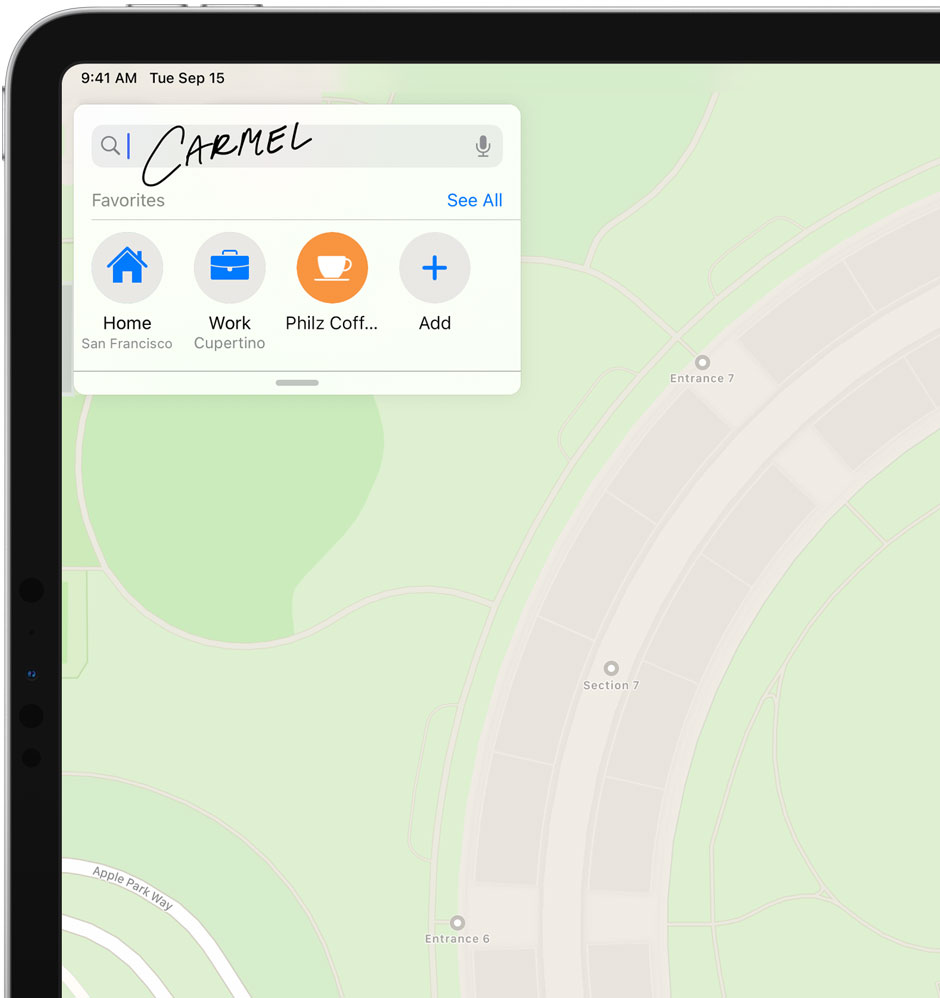 9:41 AM Tue Sep 15
CARMEL
Favorites See All
Home Work Philz Coff... Add
San Francisco Cupertino
Entrance 7
Section 7
Apple Park Way
Entrance 6